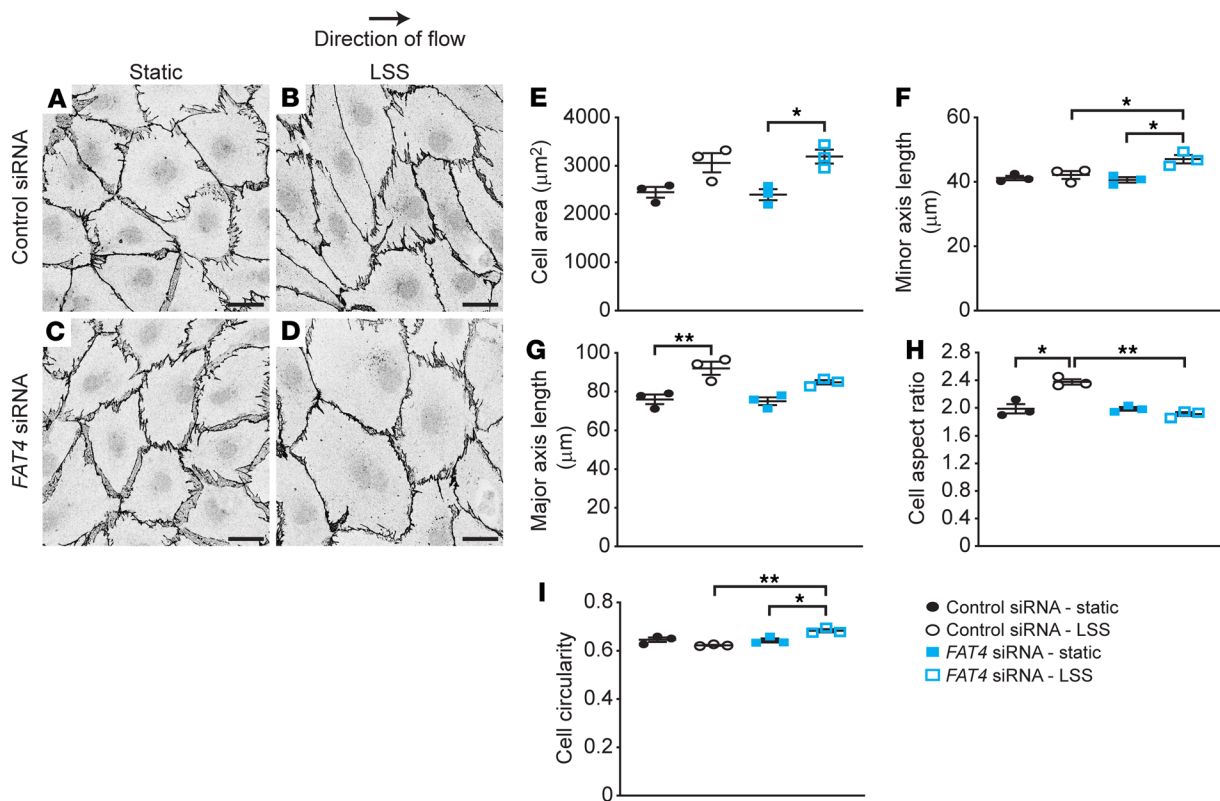 Direction of flow
Static
LSS
Control siRNA
FAT4 siRNA
A
B
C
D
E
Cell area (μm²)
4000
3000
2000
1000
0
*
F
Minor axis length
(μm)
60
40
20
0
*
*
G
Major axis length
(μm)
100
80
60
40
20
0
**
H
Cell aspect ratio
2.8
2.4
2.0
1.6
1.2
0.8
0.4
0
*
**
I
Cell circularity
0.8
0.6
0.4
0.2
0
**
*
Control siRNA - static
Control siRNA - LSS
FAT4 siRNA - static
FAT4 siRNA - LSS